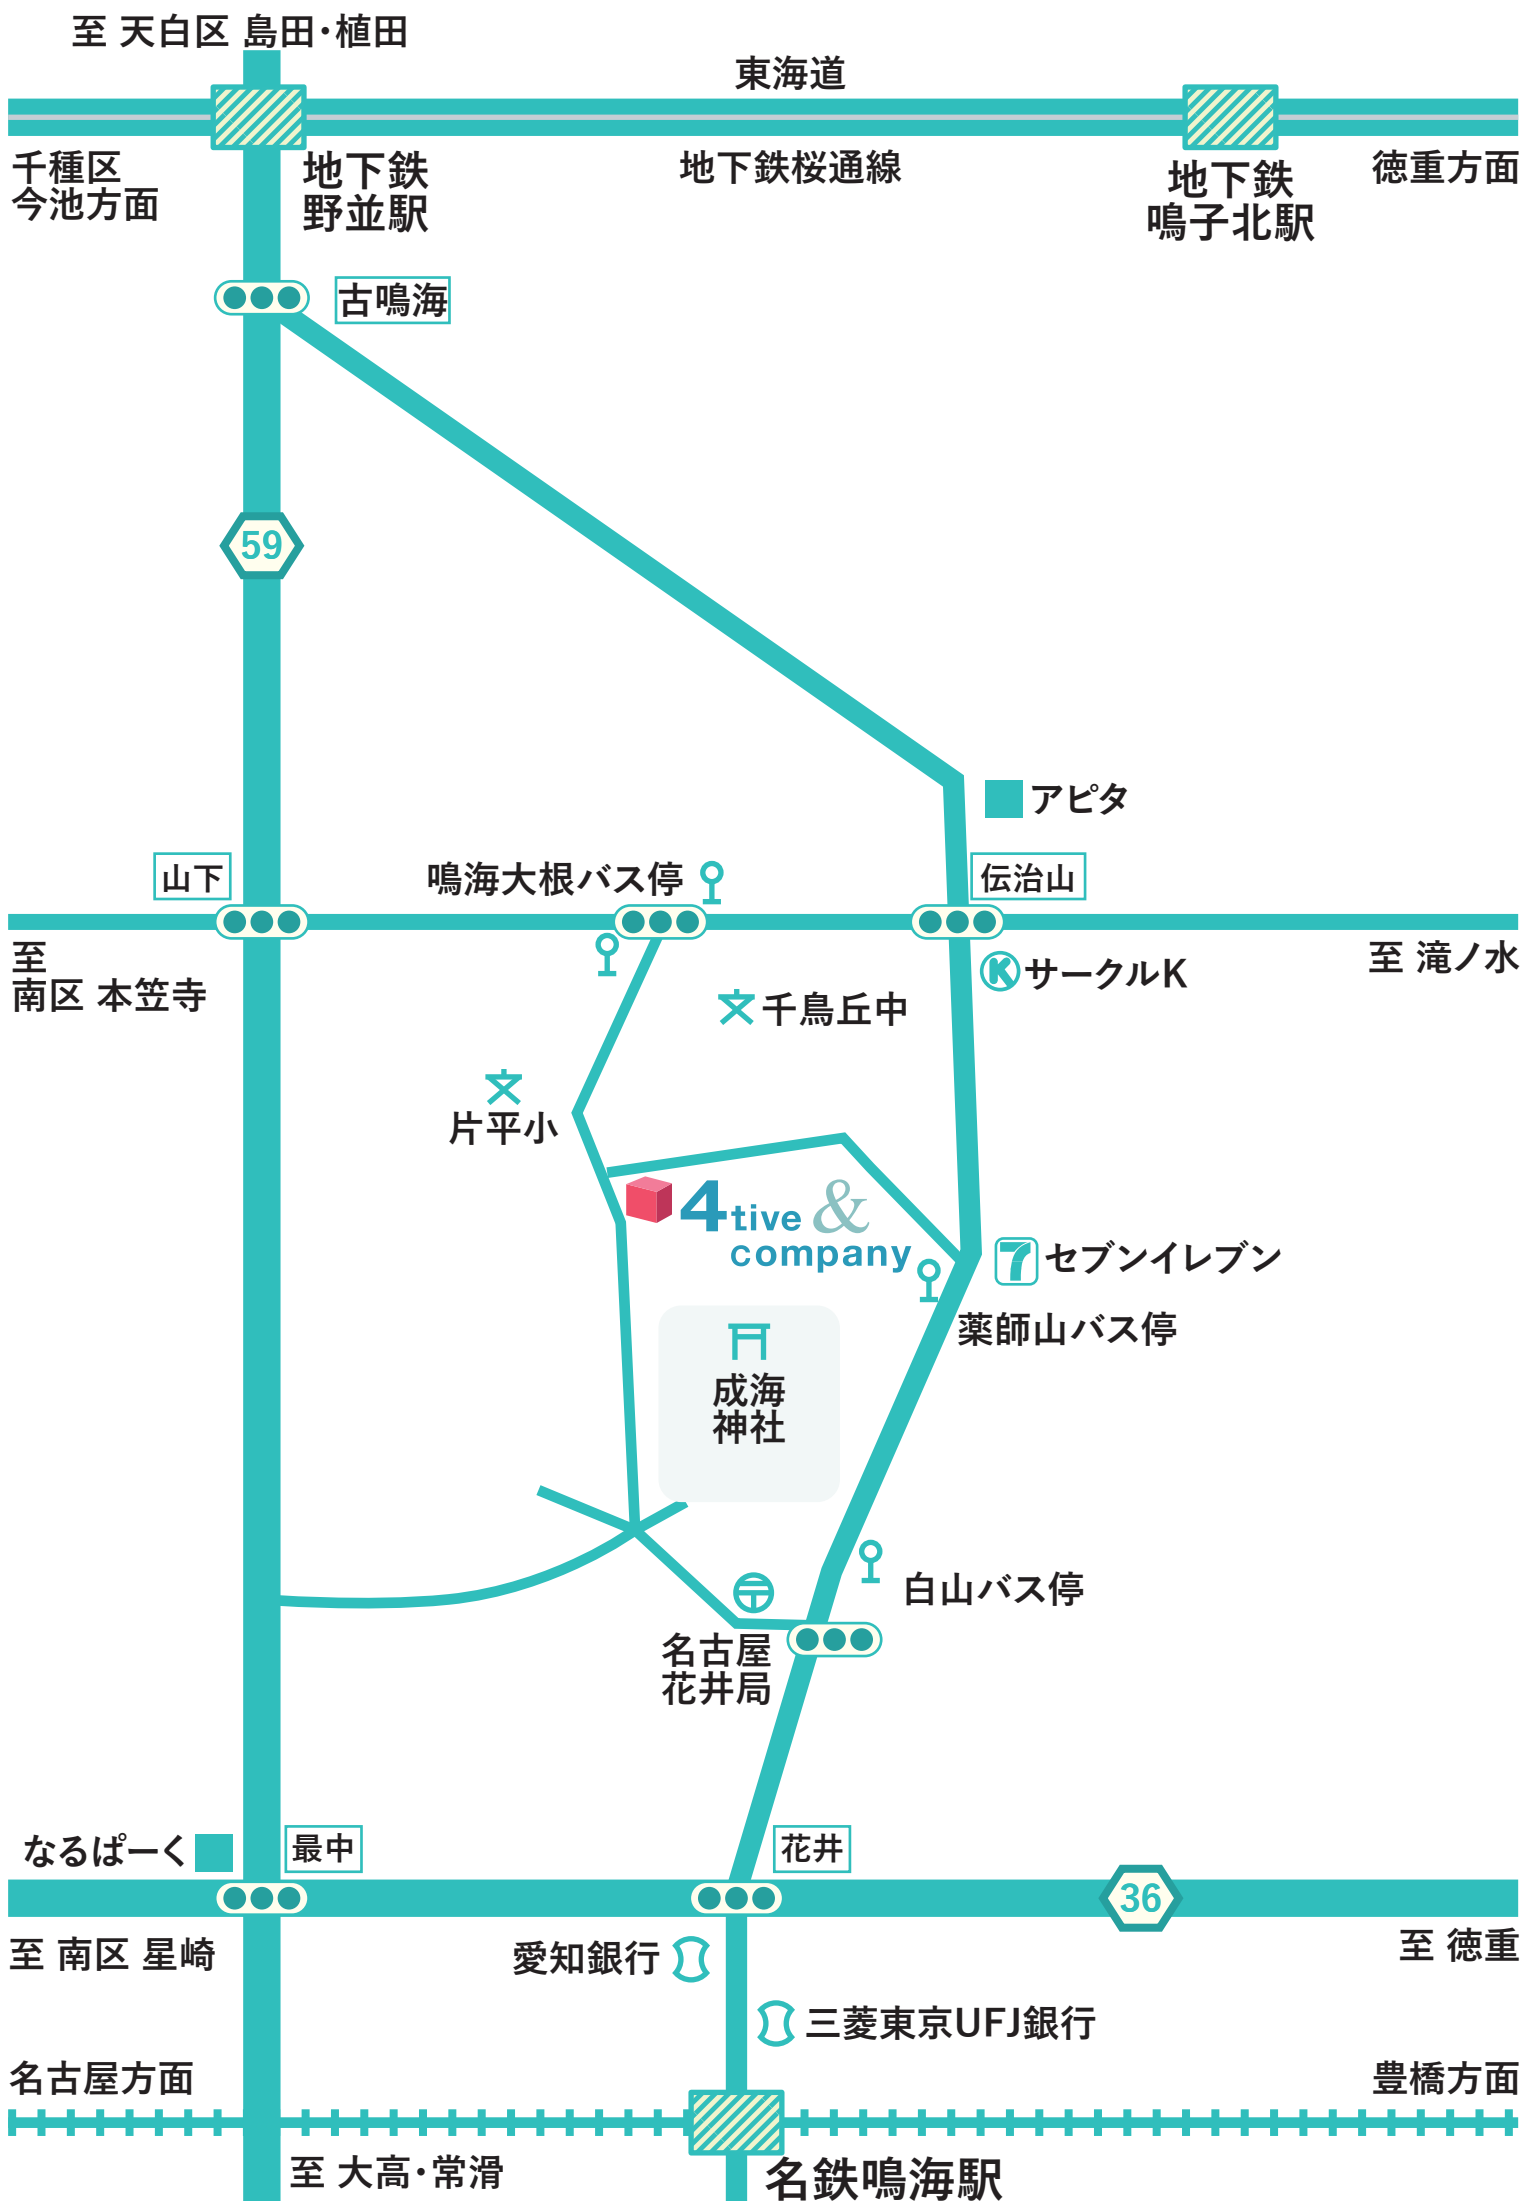 至 天白区 島田･植田
東海道
千種区
今池方面
地下鉄
野並駅
地下鉄桜通線
地下鉄
鳴子北駅
徳重方面
古鳴海
59
アピタ
山下
鳴海大根バス停
伝治山
至
南区 本笠寺
サークルK
至 滝ノ水
千鳥丘中
片平小
4tive &
company
セブンイレブン
薬師山バス停
成海
神社
白山バス停
名古屋
花井局
なるぱーく
最中
花井
36
至 南区 星崎
愛知銀行
至 徳重
三菱東京UFJ銀行
名古屋方面
豊橋方面
至 大高･常滑
名鉄鳴海駅